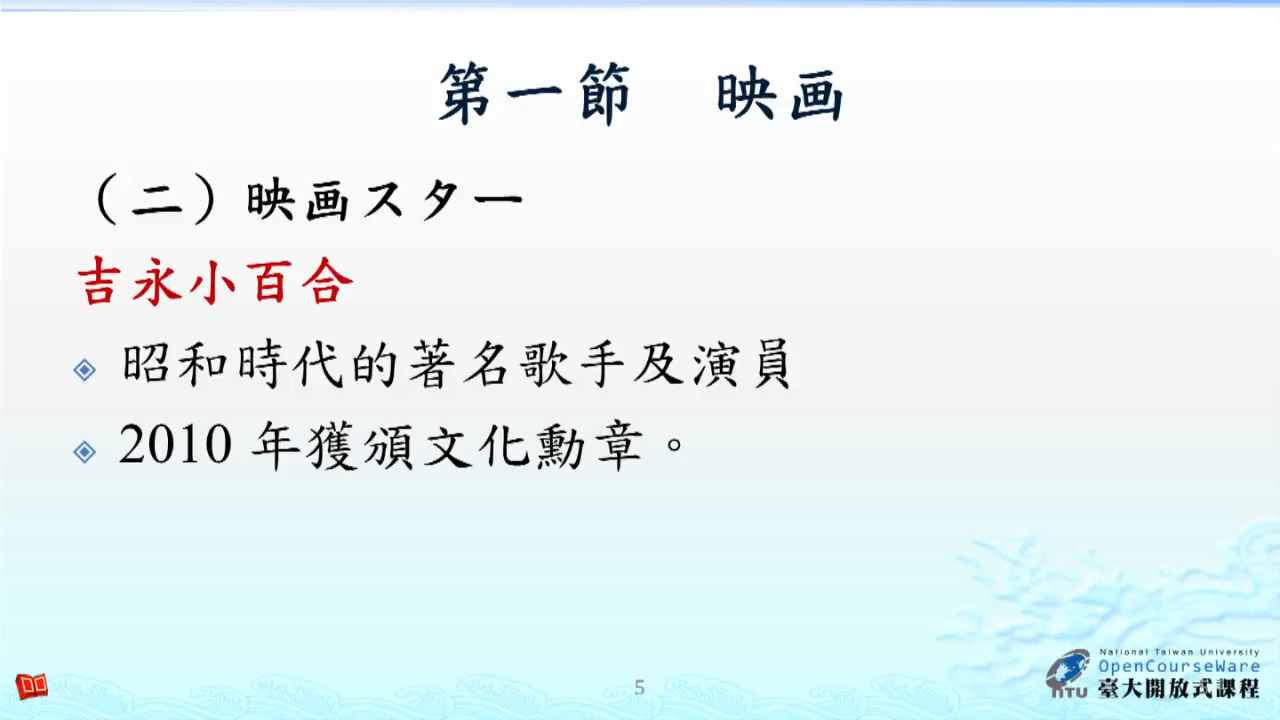 第一節　映画
（二）映画スター
吉永小百合
昭和時代的著名歌手及演員
2010 年獲頒文化勳章。
5
National Taiwan University
OpenCourseWare
NTU 臺大開放式課程